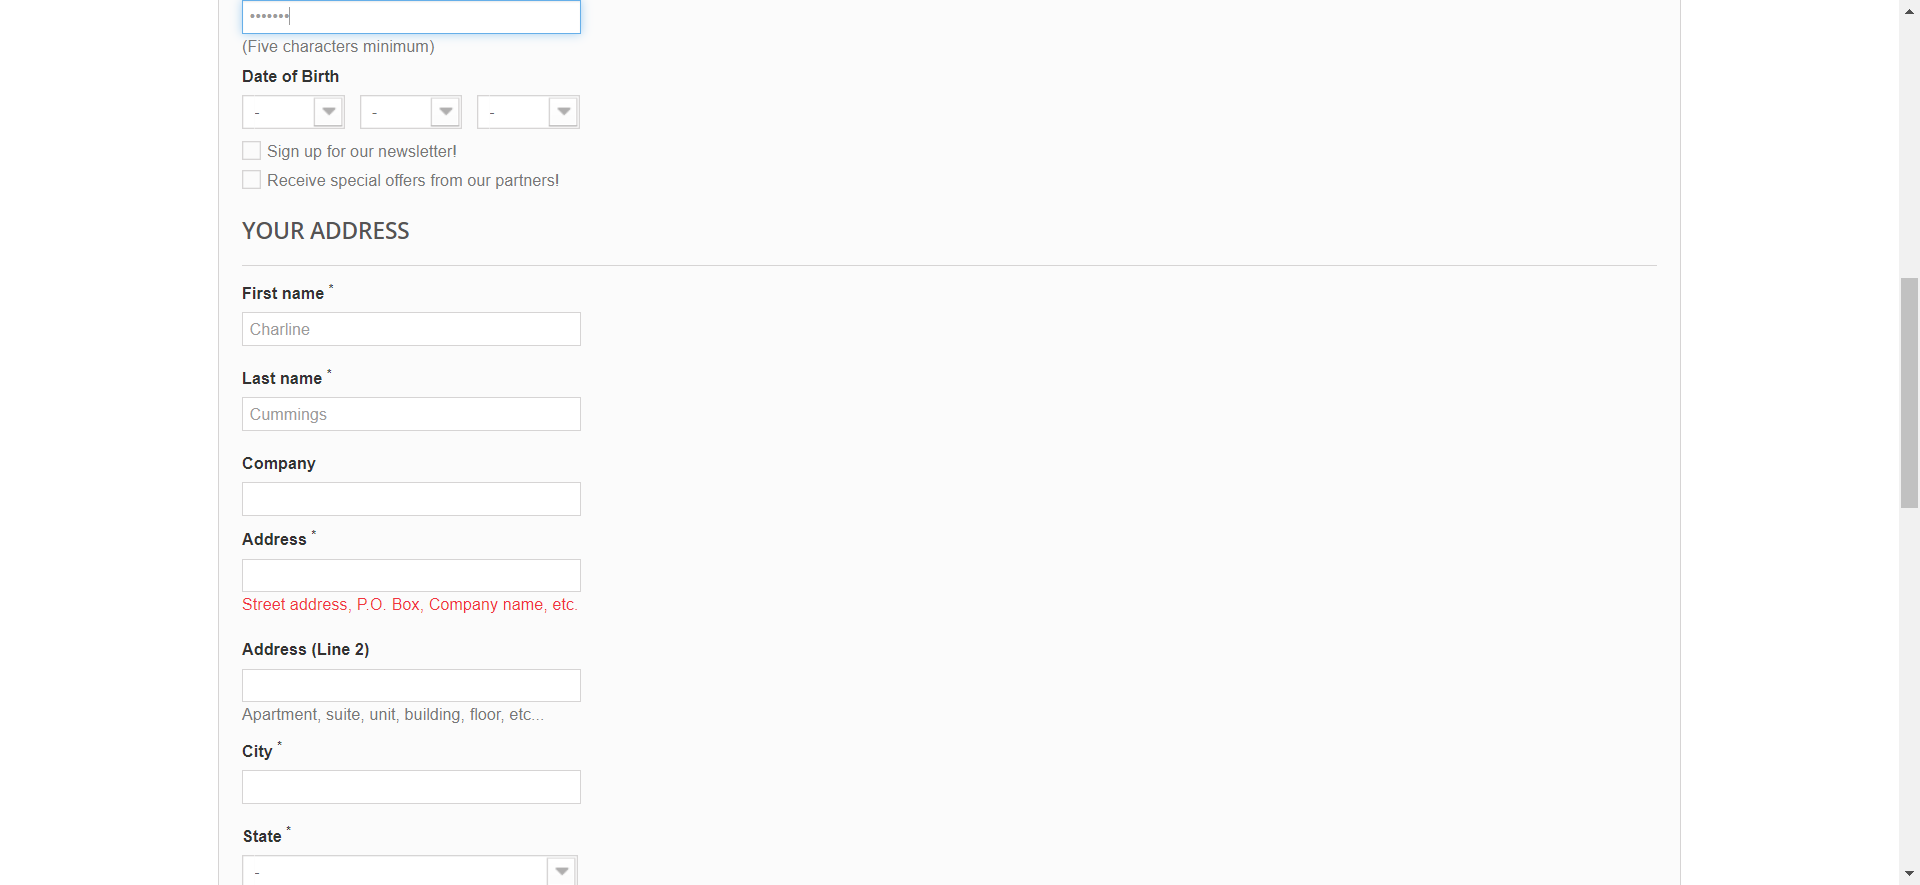 •••••••
(Five characters minimum)
Date of Birth
- - -
Sign up for our newsletter!
Receive special offers from our partners!
YOUR ADDRESS
First name *
Charline
Last name *
Cummings
Company
Address *
Street address, P.O. Box, Company name, etc.
Address (Line 2)
Apartment, suite, unit, building, floor, etc...
City *
State *
-